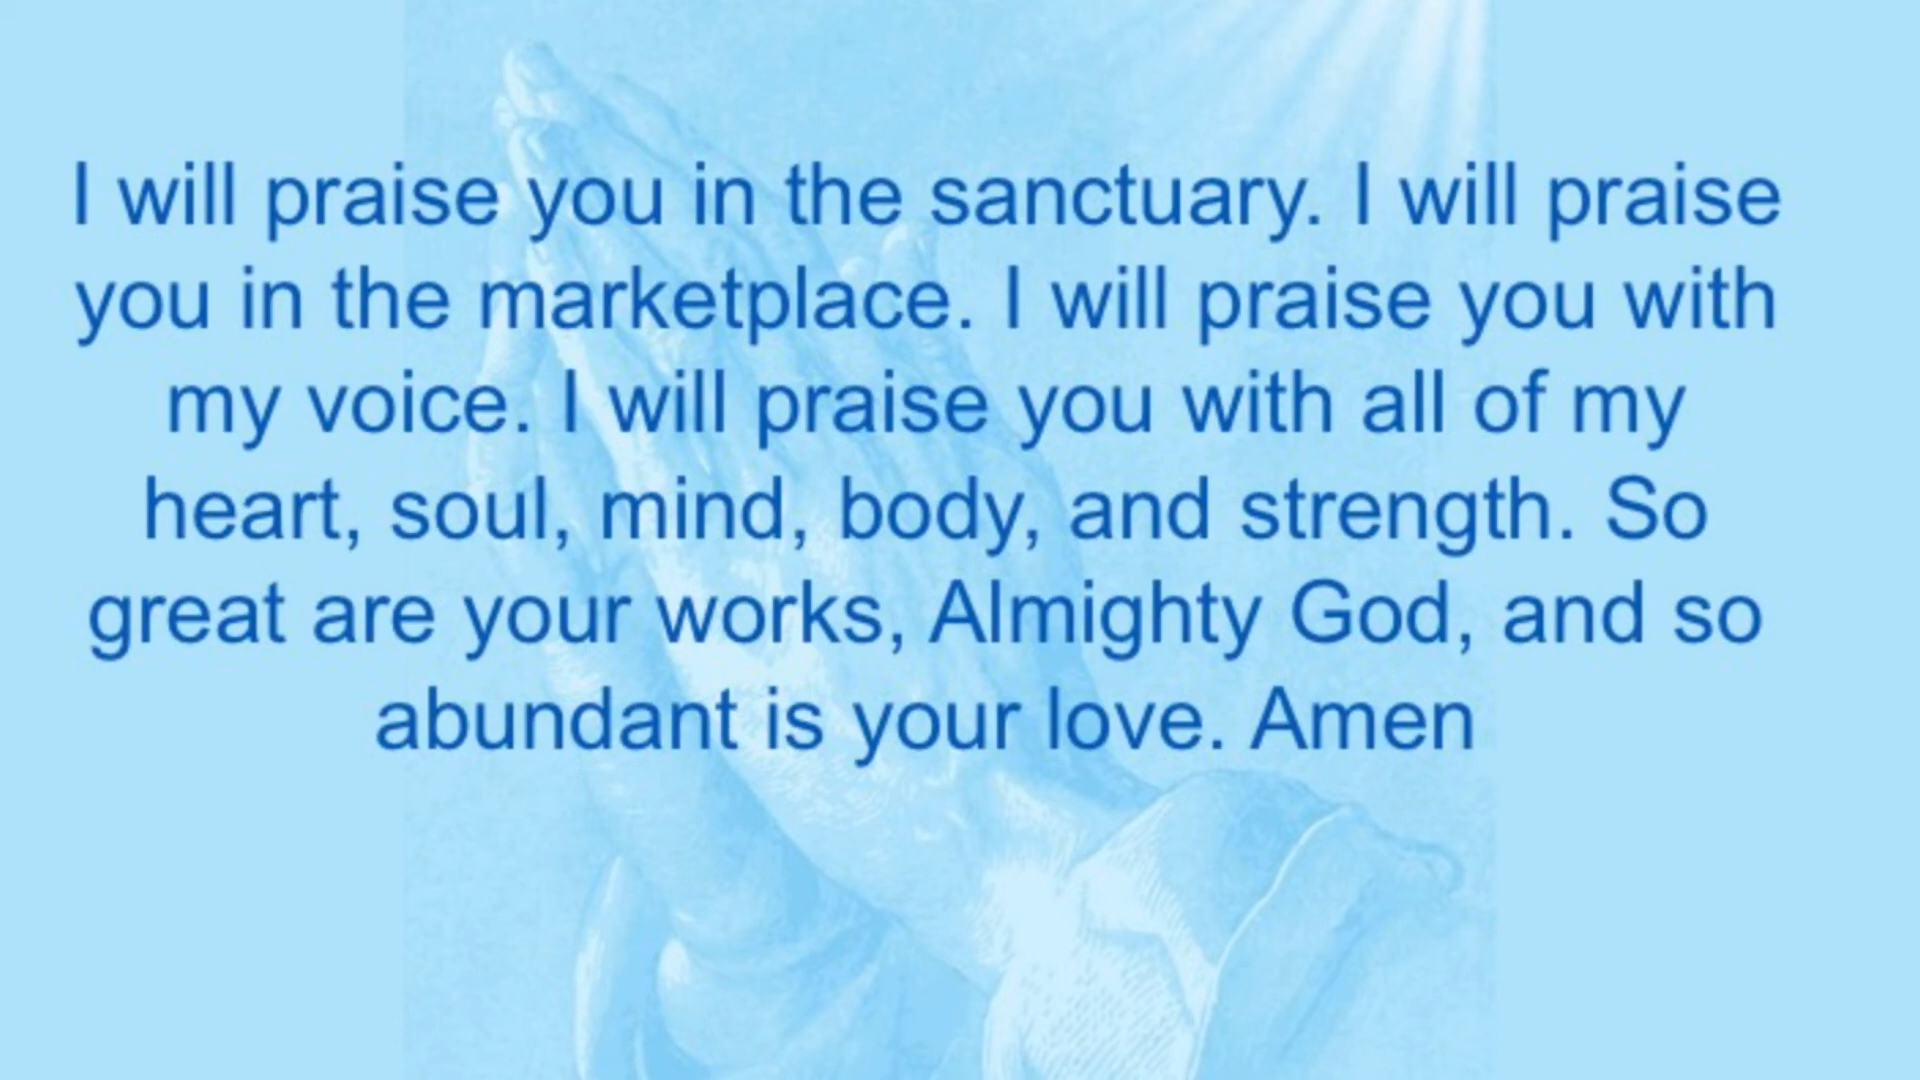 I will praise you in the sanctuary. I will praise
you in the marketplace. I will praise you with
my voice. I will praise you with all of my
heart, soul, mind, body, and strength. So
great are your works, Almighty God, and so
abundant is your love. Amen